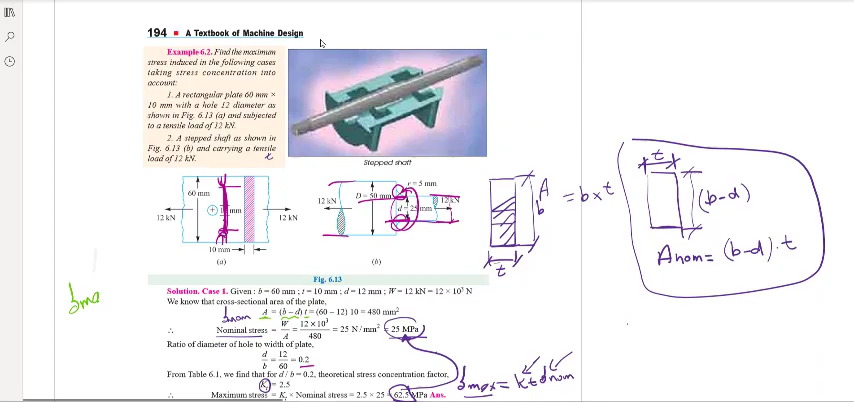 194 ■ A Textbook of Machine Design
Example 6.2. Find the maximum
stress induced in the following cases
taking stress concentration into
account:
1. A rectangular plate 60 mm ×
10 mm with a hole 12 diameter as
shown in Fig. 6.13 (a) and subjected
to a tensile load of 12 kN.
2. A stepped shaft as shown in
Fig. 6.13 (b) and carrying a tensile
load of 12 kN.
t
Stepped shaft
60 mm
mm
12 kN
12 kN
10 mm
(a)
r = 5 mm
12 kN
D = 50 mm
d = 25 mm
12 kN
(b)
A
b
t
= b × t
t
(b-d)
Anom = (b-d) · t
Fig. 6.13
Solution. Case 1. Given : b = 60 mm ; t = 10 mm ; d = 12 mm ; W = 12 kN = 12 × 10³ N
We know that cross-sectional area of the plate,
A = (b – d) t = (60 – 12) 10 = 480 mm²
∴ Nominal stress = W/A = 12 × 10³/480 = 25 N / mm² = 25 MPa
Ratio of diameter of hole to width of plate,
d/b = 12/60 = 0.2
From Table 6.1, we find that for d / b = 0.2, theoretical stress concentration factor,
Kt = 2.5
∴ Maximum stress = Kt × Nominal stress = 2.5 × 25 = 62.5 MPa Ans.
σmax = kt σnom